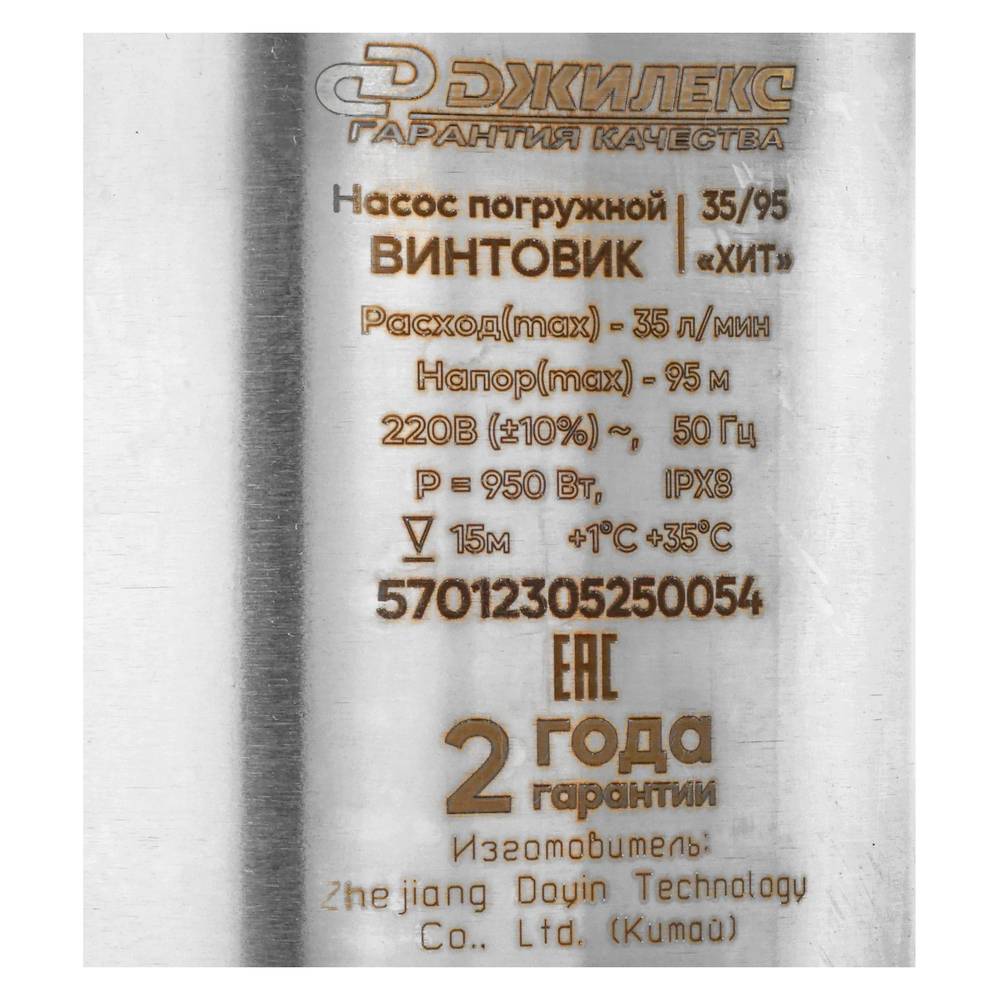 ДЖИЛЕКС
ГАРАНТИЯ КАЧЕСТВА
Насос погружной 35/95
ВИНТОВИК «ХИТ»
Расход(max) - 35 л/мин
Напор(max) - 95 м
220В (±10%) ~, 50 Гц
P = 950 Вт, IPX8
15м +1°C +35°C
57012305250054
EAC
2 года
гарантии
Изготовитель:
Zhejiang Doyin Technology
Co., Ltd. (Китай)